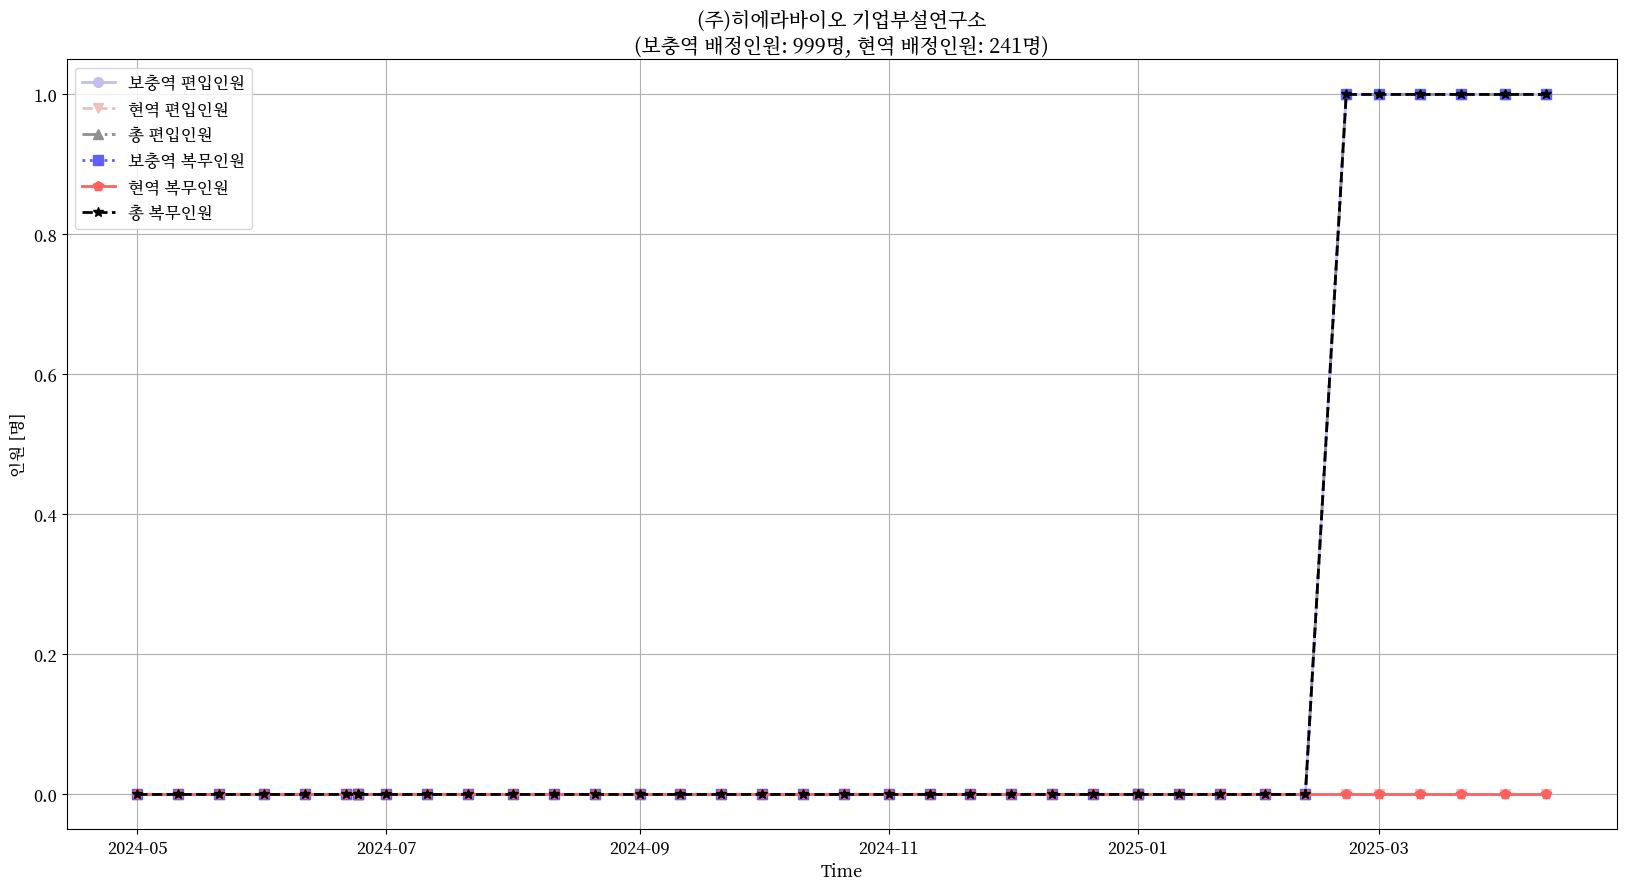 (주)히에라바이오 기업부설연구소
(보충역 배정인원: 999명, 현역 배정인원: 241명)
보충역 편입인원
현역 편입인원
총 편입인원
보충역 복무인원
현역 복무인원
총 복무인원
1.0
0.8
0.6
0.4
0.2
0.0
인원 [명]
2024-05
2024-07
2024-09
2024-11
2025-01
2025-03
Time